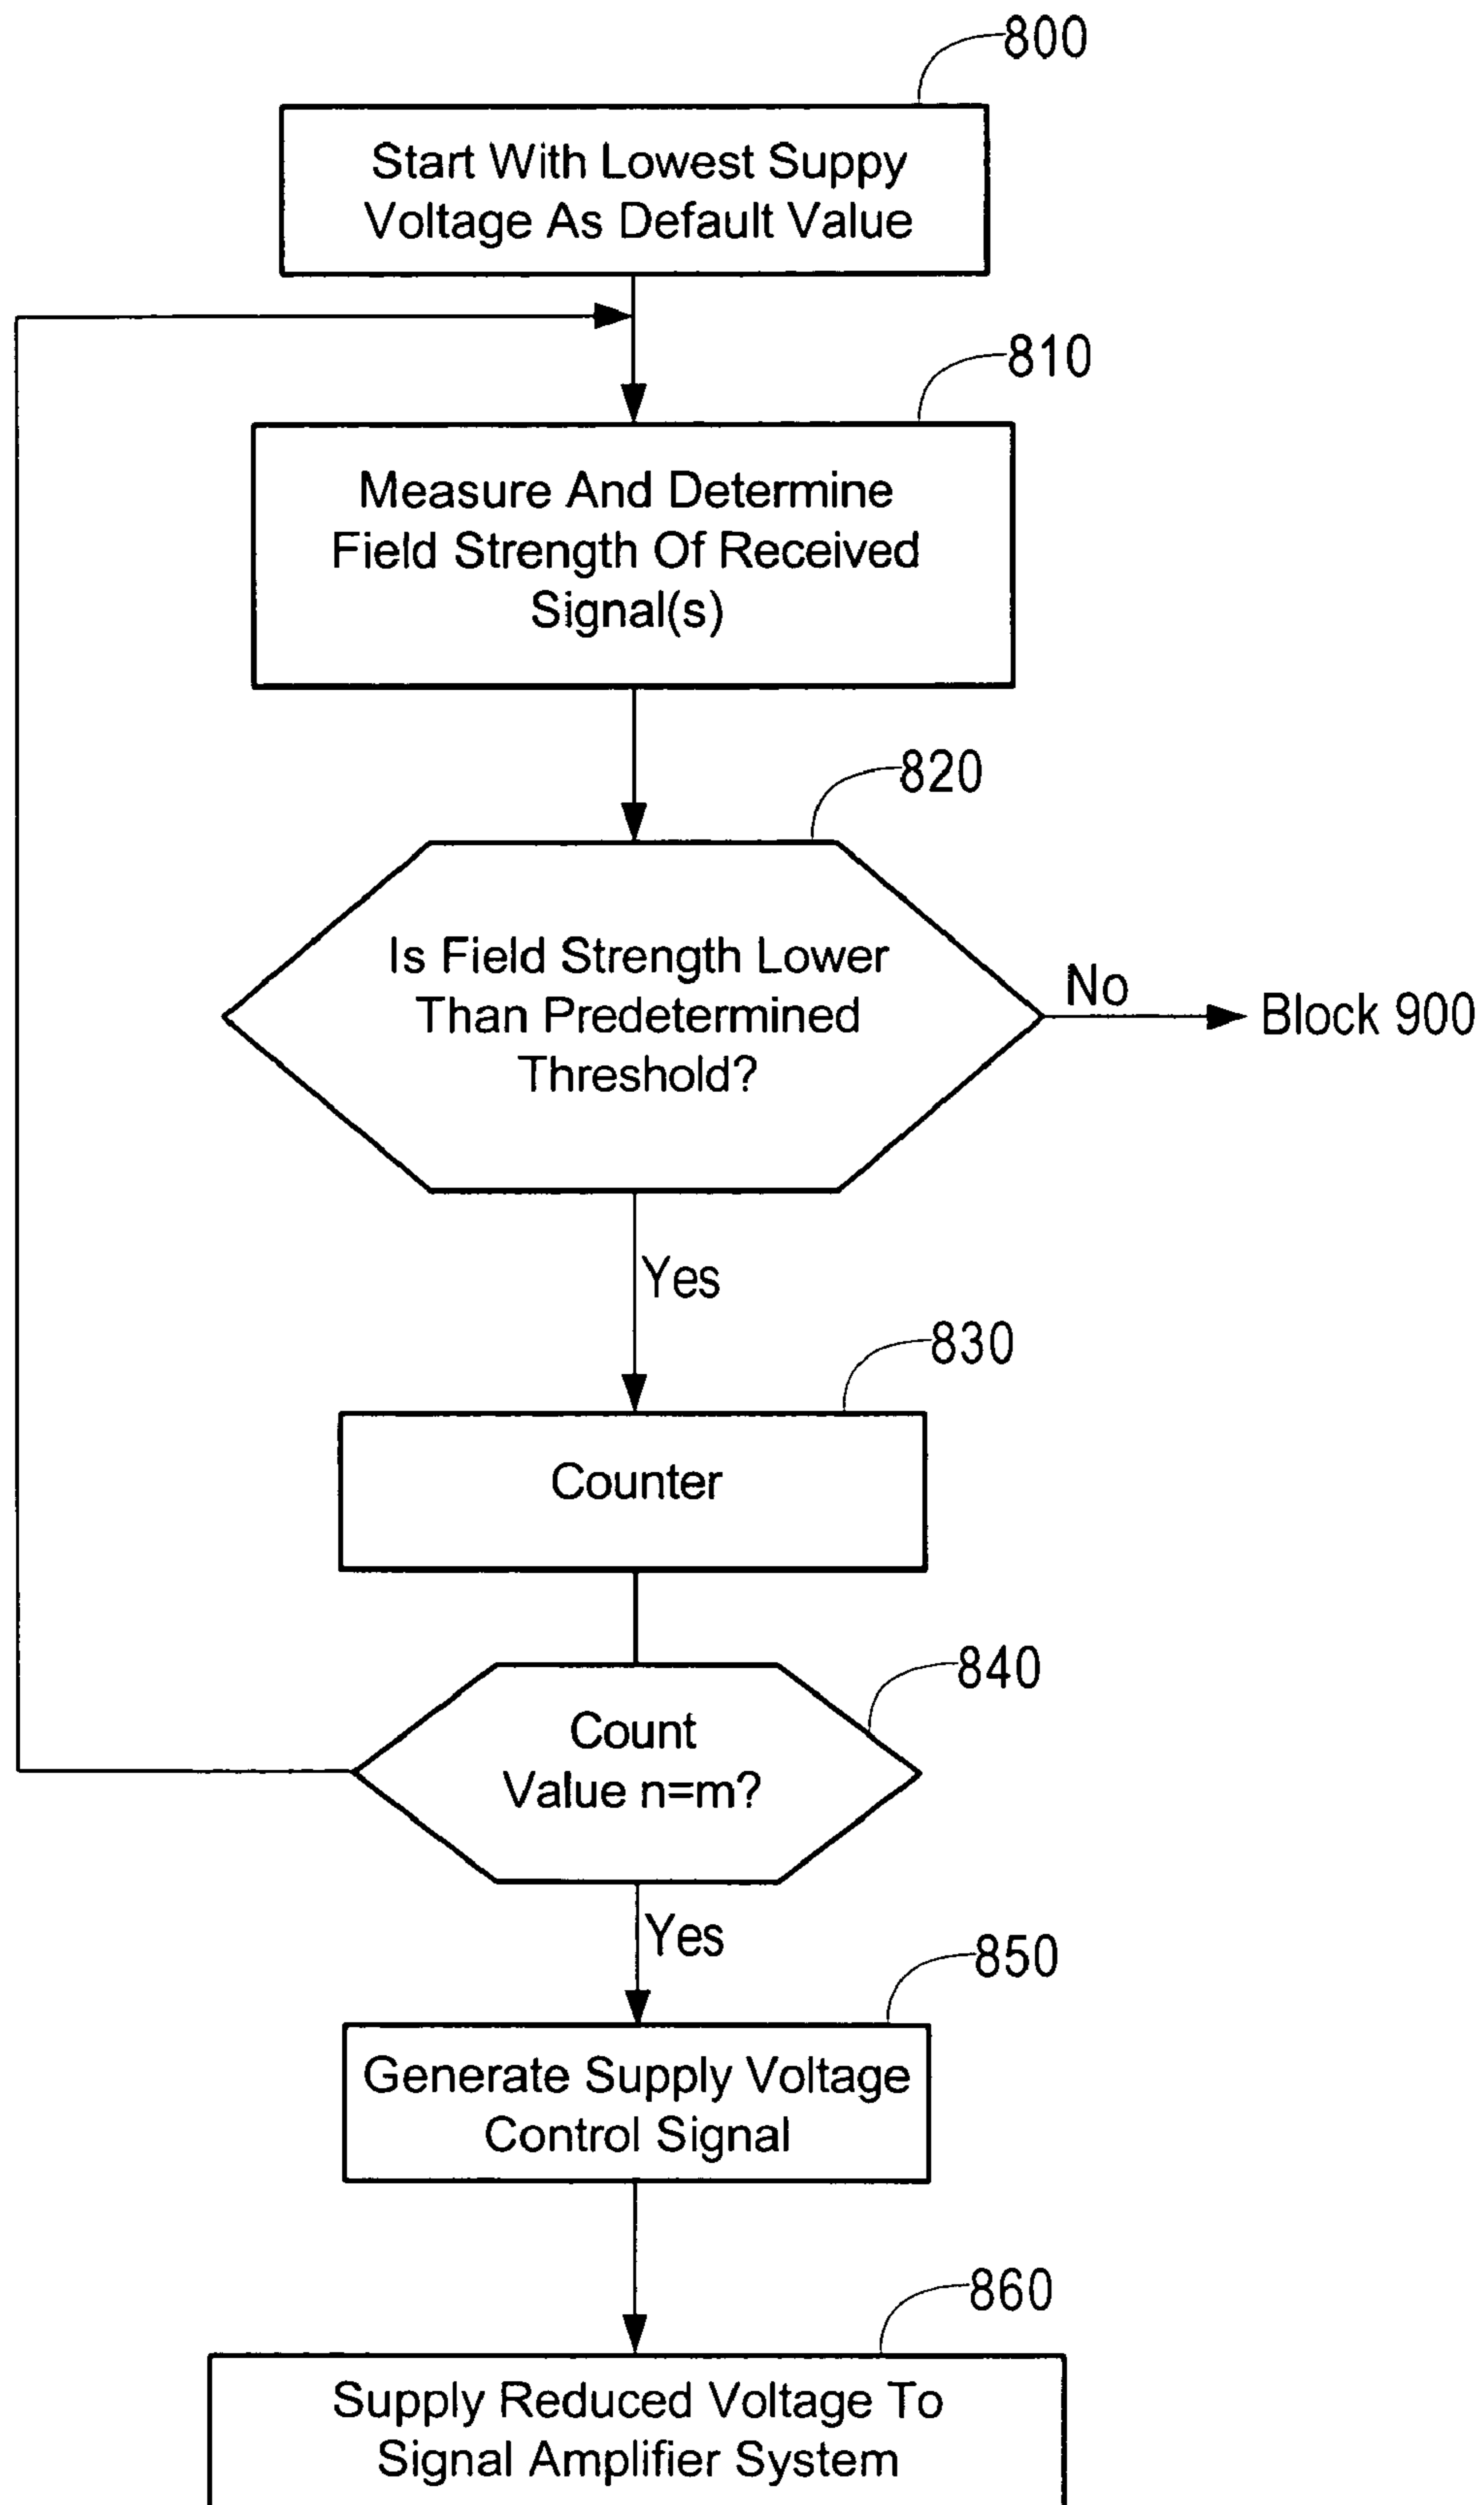 800
Start With Lowest Suppy
Voltage As Default Value
810
Measure And Determine
Field Strength Of Received
Signal(s)
820
Is Field Strength Lower
Than Predetermined
Threshold?
No
Block 900
Yes
830
Counter
840
Count
Value n=m?
Yes
850
Generate Supply Voltage
Control Signal
860
Supply Reduced Voltage To
Signal Amplifier System